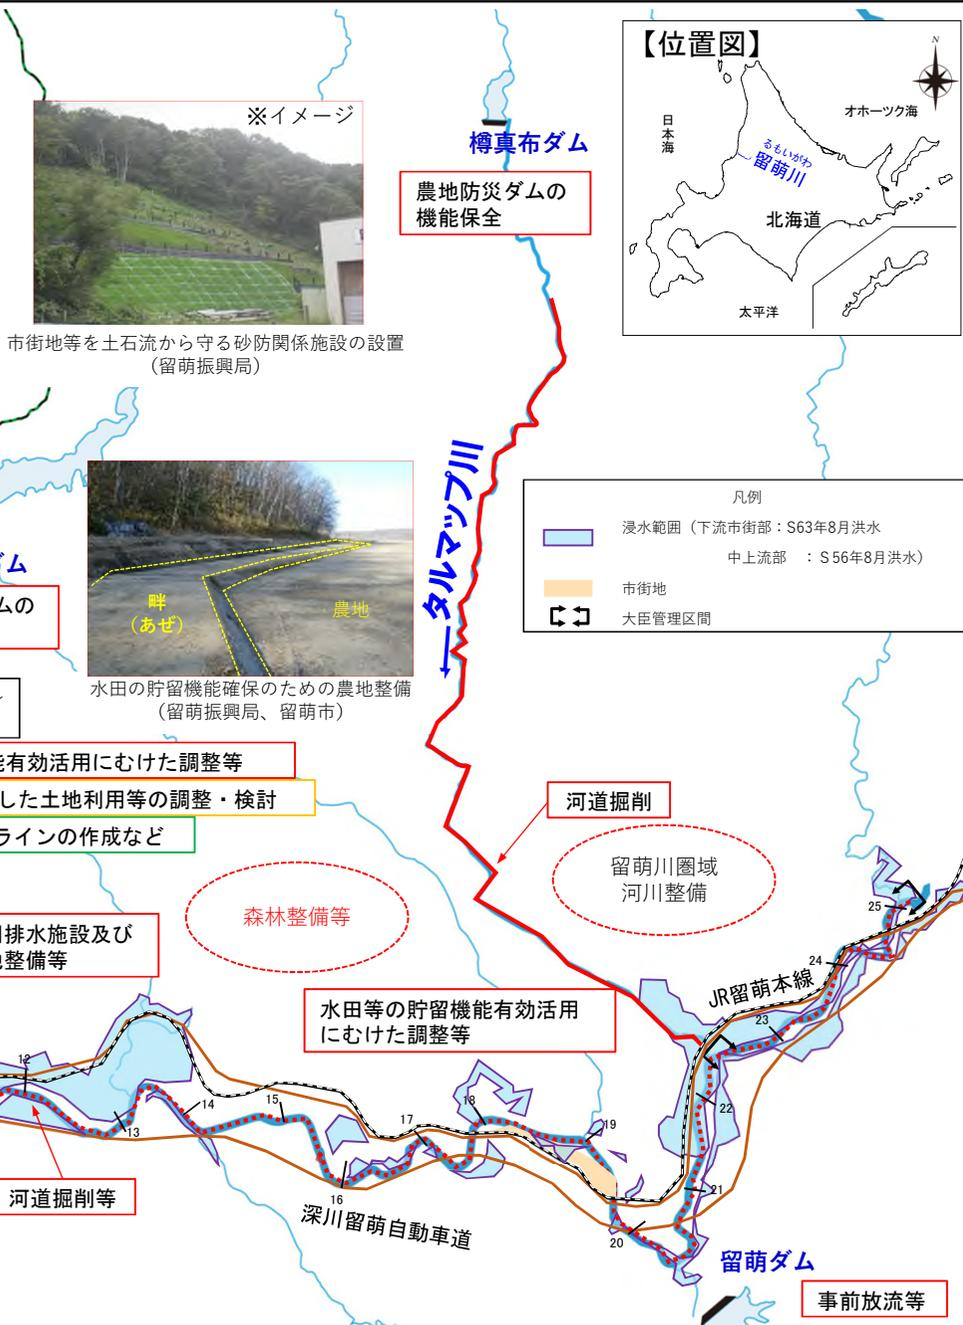 【位置図】
N
オホーツク海
日本海
るもいがわ
留萌川
北海道
太平洋
※イメージ
樽真布ダム
農地防災ダムの
機能保全
市街地等を土石流から守る砂防関係施設の設置
（留萌振興局）
←タルマップ川
凡例
浸水範囲（下流市街部：S63年8月洪水
中上流部　：Ｓ56年8月洪水）
市街地
大臣管理区間
ダム
ムの
畔
（あぜ）
農地
水田の貯留機能確保のための農地整備
（留萌振興局、留萌市）
能有効活用にむけた調整等
した土地利用等の調整・検討
ラインの作成など
河道掘削
留萌川圏域
河川整備
森林整備等
排水施設及び
整備等
水田等の貯留機能有効活用
にむけた調整等
JR留萌本線
25
24
23
22
21
20
19
18
17
16
15
14
13
12
河道掘削等
深川留萌自動車道
留萌ダム
事前放流等